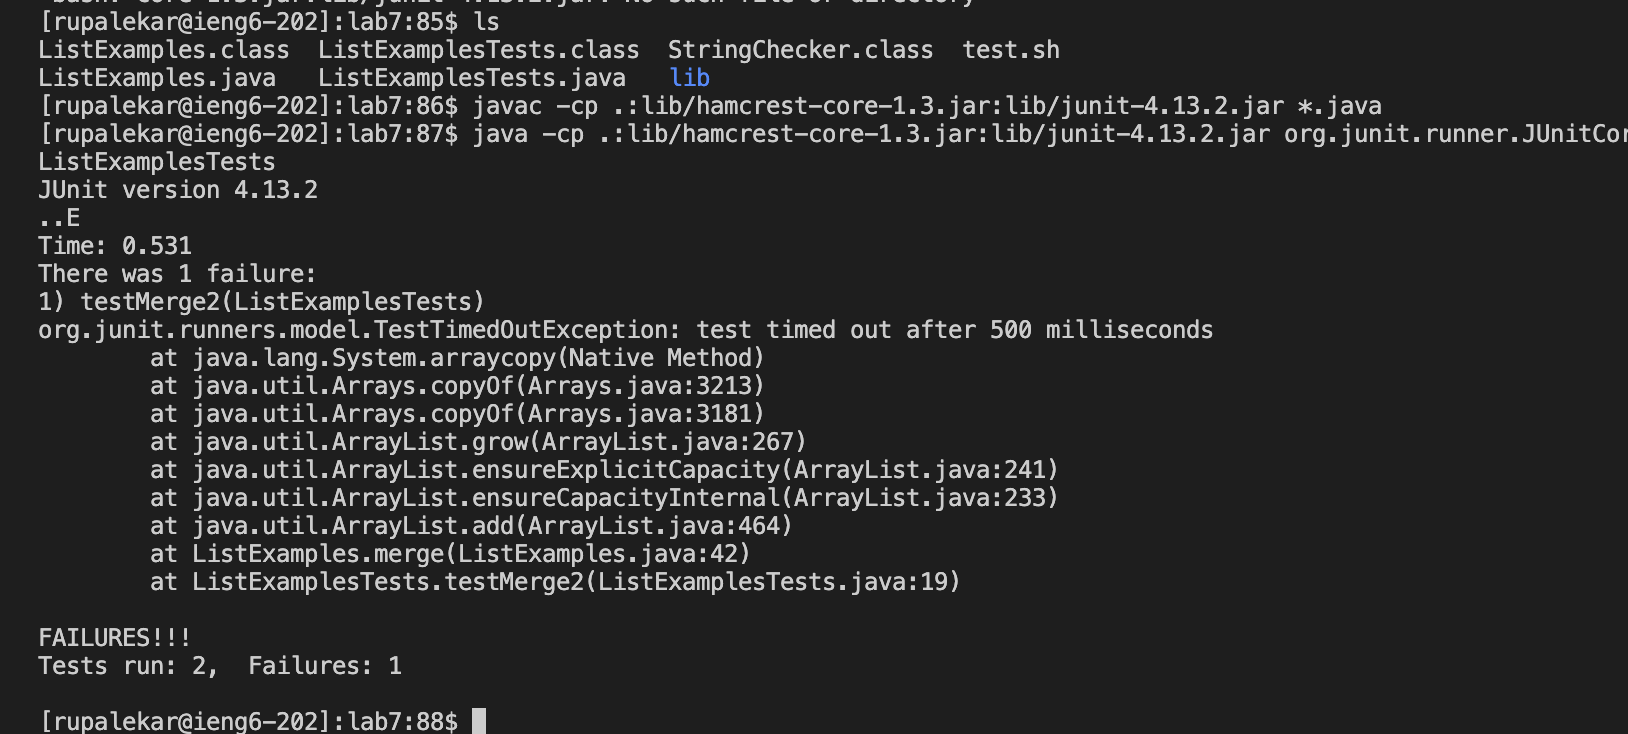 [rupalekar@ieng6-202]:lab7:85$ ls
ListExamples.class  ListExamplesTests.class  StringChecker.class  test.sh
ListExamples.java   ListExamplesTests.java   lib
[rupalekar@ieng6-202]:lab7:86$ javac -cp .:lib/hamcrest-core-1.3.jar:lib/junit-4.13.2.jar *.java
[rupalekar@ieng6-202]:lab7:87$ java -cp .:lib/hamcrest-core-1.3.jar:lib/junit-4.13.2.jar org.junit.runner.JUnitCor
ListExamplesTests
JUnit version 4.13.2
..E
Time: 0.531
There was 1 failure:
1) testMerge2(ListExamplesTests)
org.junit.runners.model.TestTimedOutException: test timed out after 500 milliseconds
        at java.lang.System.arraycopy(Native Method)
        at java.util.Arrays.copyOf(Arrays.java:3213)
        at java.util.Arrays.copyOf(Arrays.java:3181)
        at java.util.ArrayList.grow(ArrayList.java:267)
        at java.util.ArrayList.ensureExplicitCapacity(ArrayList.java:241)
        at java.util.ArrayList.ensureCapacityInternal(ArrayList.java:233)
        at java.util.ArrayList.add(ArrayList.java:464)
        at ListExamples.merge(ListExamples.java:42)
        at ListExamplesTests.testMerge2(ListExamplesTests.java:19)
FAILURES!!!
Tests run: 2,  Failures: 1
[rupalekar@ieng6-202]:lab7:88$